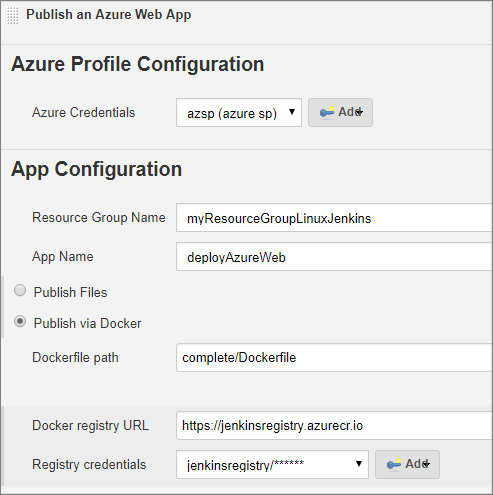 Publish an Azure Web App
Azure Profile Configuration
Azure Credentials azsp (azure sp) Add
App Configuration
Resource Group Name myResourceGroupLinuxJenkins
App Name deployAzureWeb
Publish Files
Publish via Docker
Dockerfile path complete/Dockerfile
Docker registry URL https://jenkinsregistry.azurecr.io
Registry credentials jenkinsregistry/****** Add